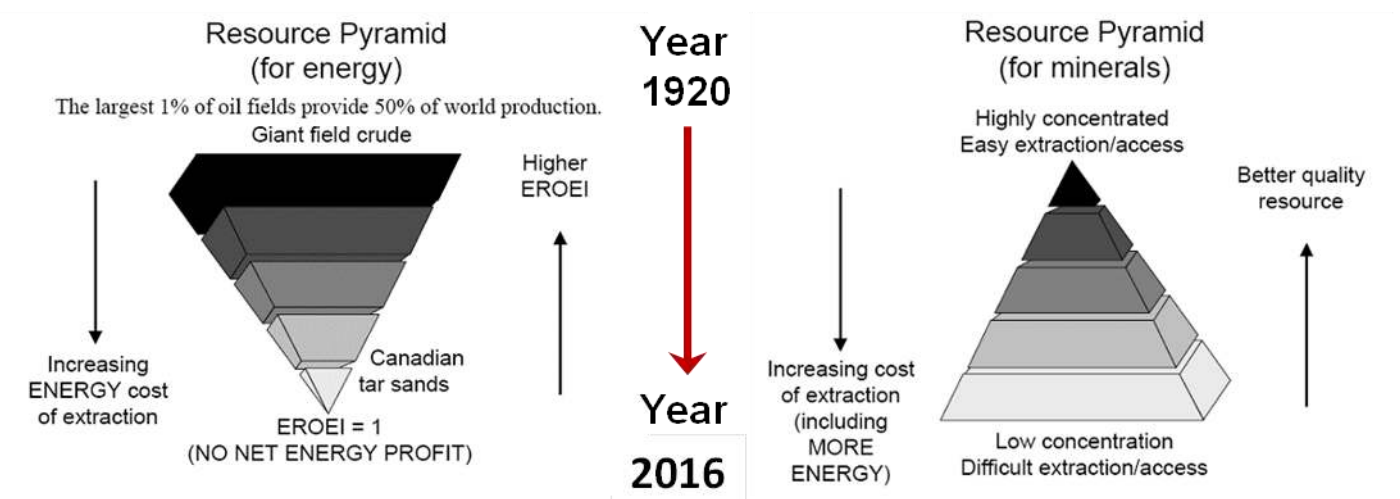 Resource Pyramid
(for energy)
The largest 1% of oil fields provide 50% of world production.
Giant field crude
Higher
EROEI
Increasing
ENERGY cost
of extraction
Canadian
tar sands
EROEI = 1
(NO NET ENERGY PROFIT)
Year
1920
Year
2016
Resource Pyramid
(for minerals)
Highly concentrated
Easy extraction/access
Better quality
resource
Increasing cost
of extraction
(including
MORE
ENERGY)
Low concentration
Difficult extraction/access